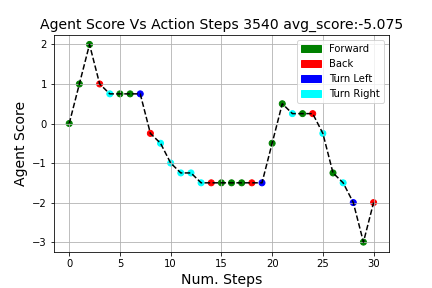 Agent Score Vs Action Steps 3540 avg_score:-5.075
Forward
Back
Turn Left
Turn Right
2
1
0
−1
−2
−3
Agent Score
0 5 10 15 20 25 30
Num. Steps